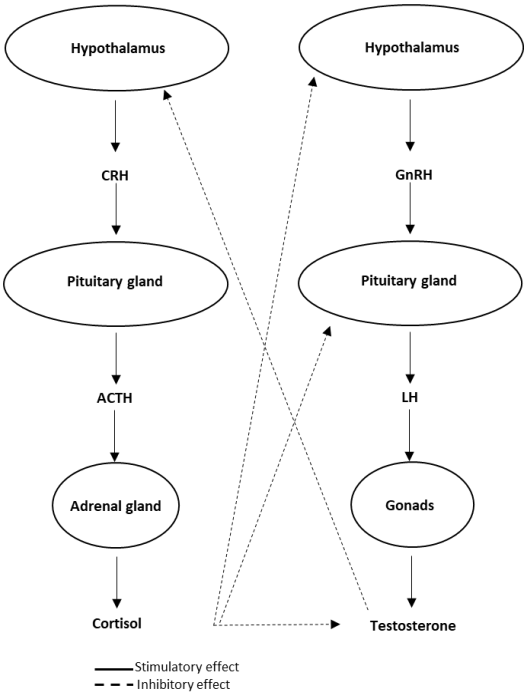 Hypothalamus
Hypothalamus
CRH
GnRH
Pituitary gland
Pituitary gland
ACTH
LH
Adrenal gland
Gonads
Cortisol
Testosterone
Stimulatory effect
Inhibitory effect